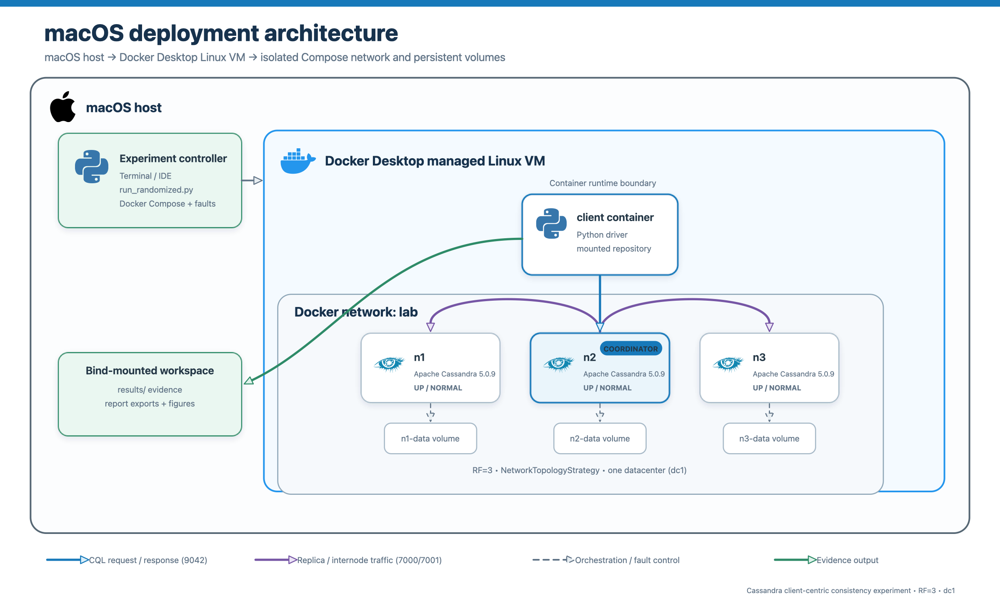 macOS deployment architecture
macOS host → Docker Desktop Linux VM → isolated Compose network and persistent volumes
macOS host
Experiment controller
Terminal / IDE
run_randomized.py
Docker Compose + faults
Docker Desktop managed Linux VM
Container runtime boundary
client container
Python driver
mounted repository
Docker network: lab
n1
Apache Cassandra 5.0.9
UP / NORMAL
COORDINATOR
n2
Apache Cassandra 5.0.9
UP / NORMAL
n3
Apache Cassandra 5.0.9
UP / NORMAL
Bind-mounted workspace
results/ evidence
report exports + figures
n1-data volume
n2-data volume
n3-data volume
RF=3 • NetworkTopologyStrategy • one datacenter (dc1)
CQL request / response (9042)
Replica / internode traffic (7000/7001)
Orchestration / fault control
Evidence output
Cassandra client-centric consistency experiment • RF=3 • dc1